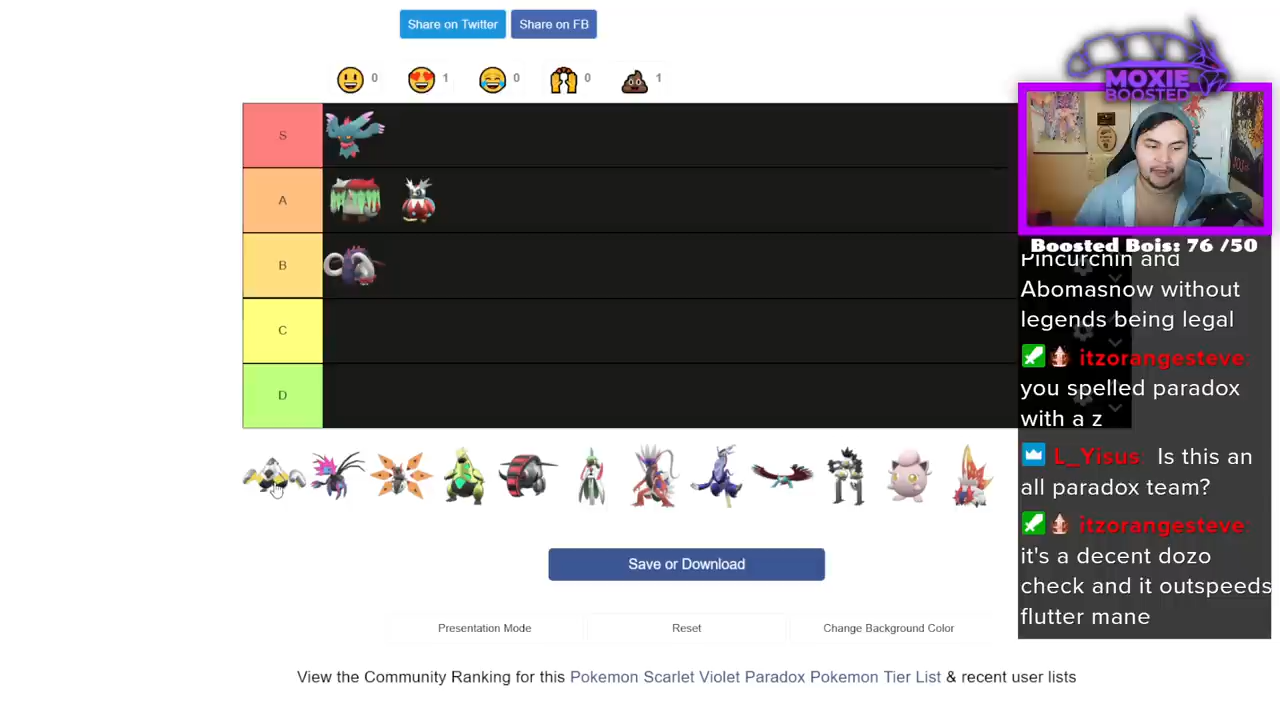 Share on Twitter
Share on FB
0
1
0
0
1
S
A
B
C
D
MOXIE
BOOSTED
Boosted Bois: 76 /50
Pincurchin and
Abomasnow without
legends being legal
itzorangesteve:
you spelled paradox
with a z
L_Yisus: Is this an
all paradox team?
itzorangesteve:
it's a decent dozo
check and it outspeeds
flutter mane
Save or Download
Presentation Mode
Reset
Change Background Color
View the Community Ranking for this Pokemon Scarlet Violet Paradox Pokemon Tier List & recent user lists